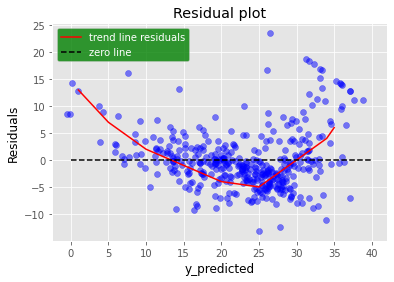 Residual plot
trend line residuals
zero line
25
20
15
10
5
0
−5
−10
Residuals
0 5 10 15 20 25 30 35 40
y_predicted